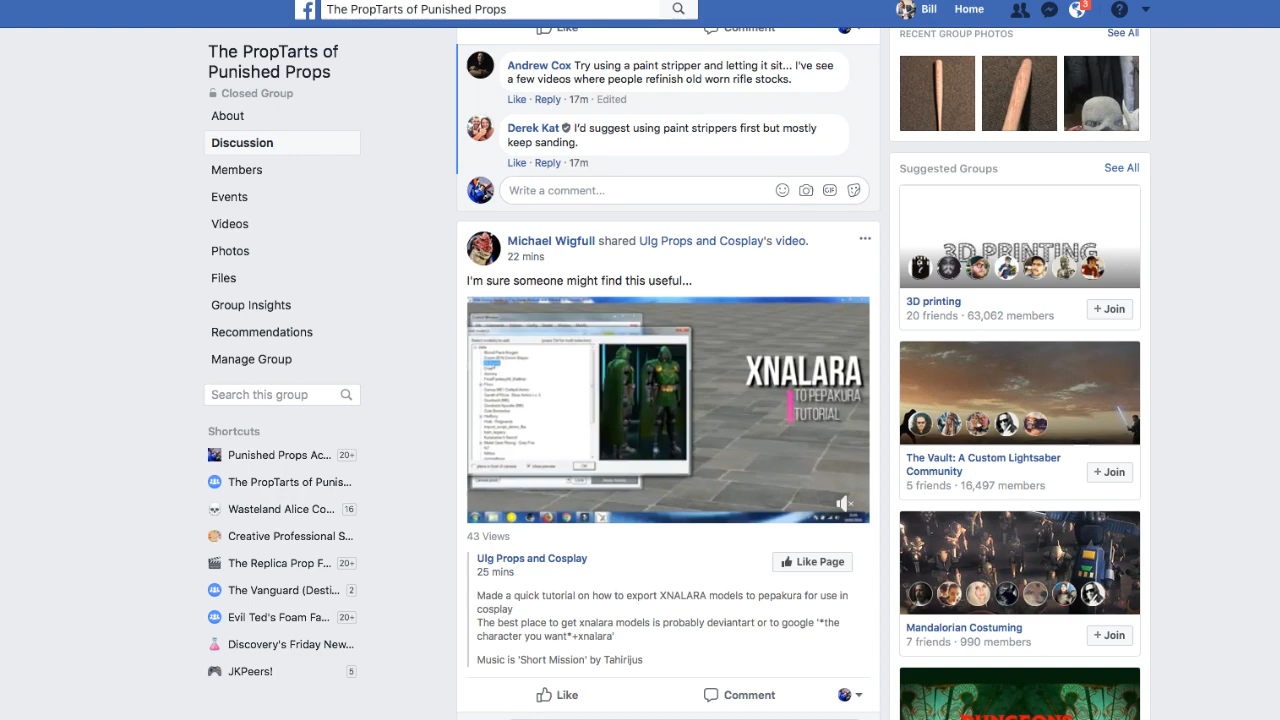 The PropTarts of Punished Props
Bill
Home
3
The PropTarts of
Punished Props
Closed Group
About
Discussion
Members
Events
Videos
Photos
Files
Group Insights
Recommendations
Manage Group
Search this group
Shortcuts
Punished Props Ac... 20+
The PropTarts of Punis...
Wasteland Alice Co... 16
Creative Professional S...
The Replica Prop F... 20+
The Vanguard (Desti... 2
Evil Ted's Foam Fa... 20+
Discovery's Friday New...
JKPeers! 5
Like
Comment
Andrew Cox Try using a paint stripper and letting it sit... I've see
a few videos where people refinish old worn rifle stocks.
Like · Reply · 17m · Edited
Derek Kat I'd suggest using paint strippers first but mostly
keep sanding.
Like · Reply · 17m
Write a comment...
GIF
Michael Wigfull shared Ulg Props and Cosplay's video.
22 mins
I'm sure someone might find this useful...
XNALARA
TO PEPAKURA
TUTORIAL
43 Views
Ulg Props and Cosplay
25 mins
Like Page
Made a quick tutorial on how to export XNALARA models to pepakura for use in
cosplay
The best place to get xnalara models is probably deviantart or to google '*the
character you want*+xnalara'
Music is 'Short Mission' by Tahirijus
Like
Comment
RECENT GROUP PHOTOS
See All
Suggested Groups
See All
3D PRINTING
3D printing
20 friends · 63,062 members
+ Join
The Vault: A Custom Lightsaber
Community
5 friends · 16,497 members
+ Join
Mandalorian Costuming
7 friends · 990 members
+ Join